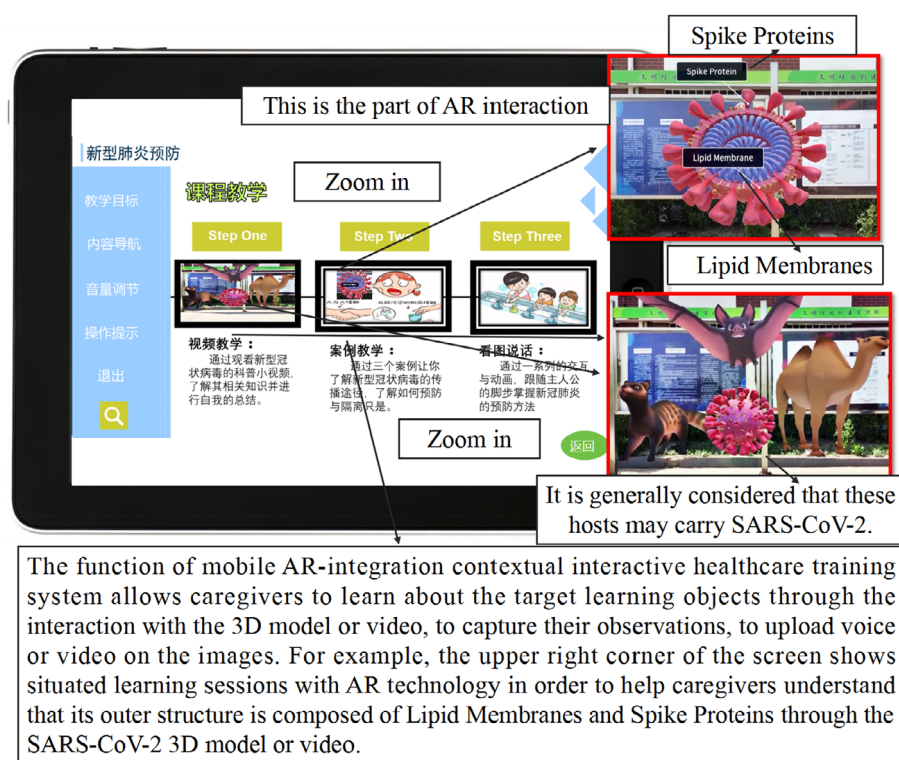 Spike Proteins
Spike Protein
This is the part of AR interaction
Lipid Membrane
新型肺炎预防
Zoom in
课程教学
教学目标
内容导航
音量调节
操作提示
退出
Step One
Step Two
Step Three
Lipid Membranes
视频教学：
通过观看新型冠
状病毒的科普小视频,
了解其相关知识并进
行自我的总结。
案例教学：
通过三个案例让你
了解新型冠状病毒的传
播途径，了解如何预防
与隔离只是。
看图说话：
通过一系列的交互
与动画，跟随主人公
的脚步掌握新冠肺炎
的预防方法
Zoom in
返回
It is generally considered that these
hosts may carry SARS-CoV-2.
The function of mobile AR-integration contextual interactive healthcare training
system allows caregivers to learn about the target learning objects through the
interaction with the 3D model or video, to capture their observations, to upload voice
or video on the images. For example, the upper right corner of the screen shows
situated learning sessions with AR technology in order to help caregivers understand
that its outer structure is composed of Lipid Membranes and Spike Proteins through the
SARS-CoV-2 3D model or video.